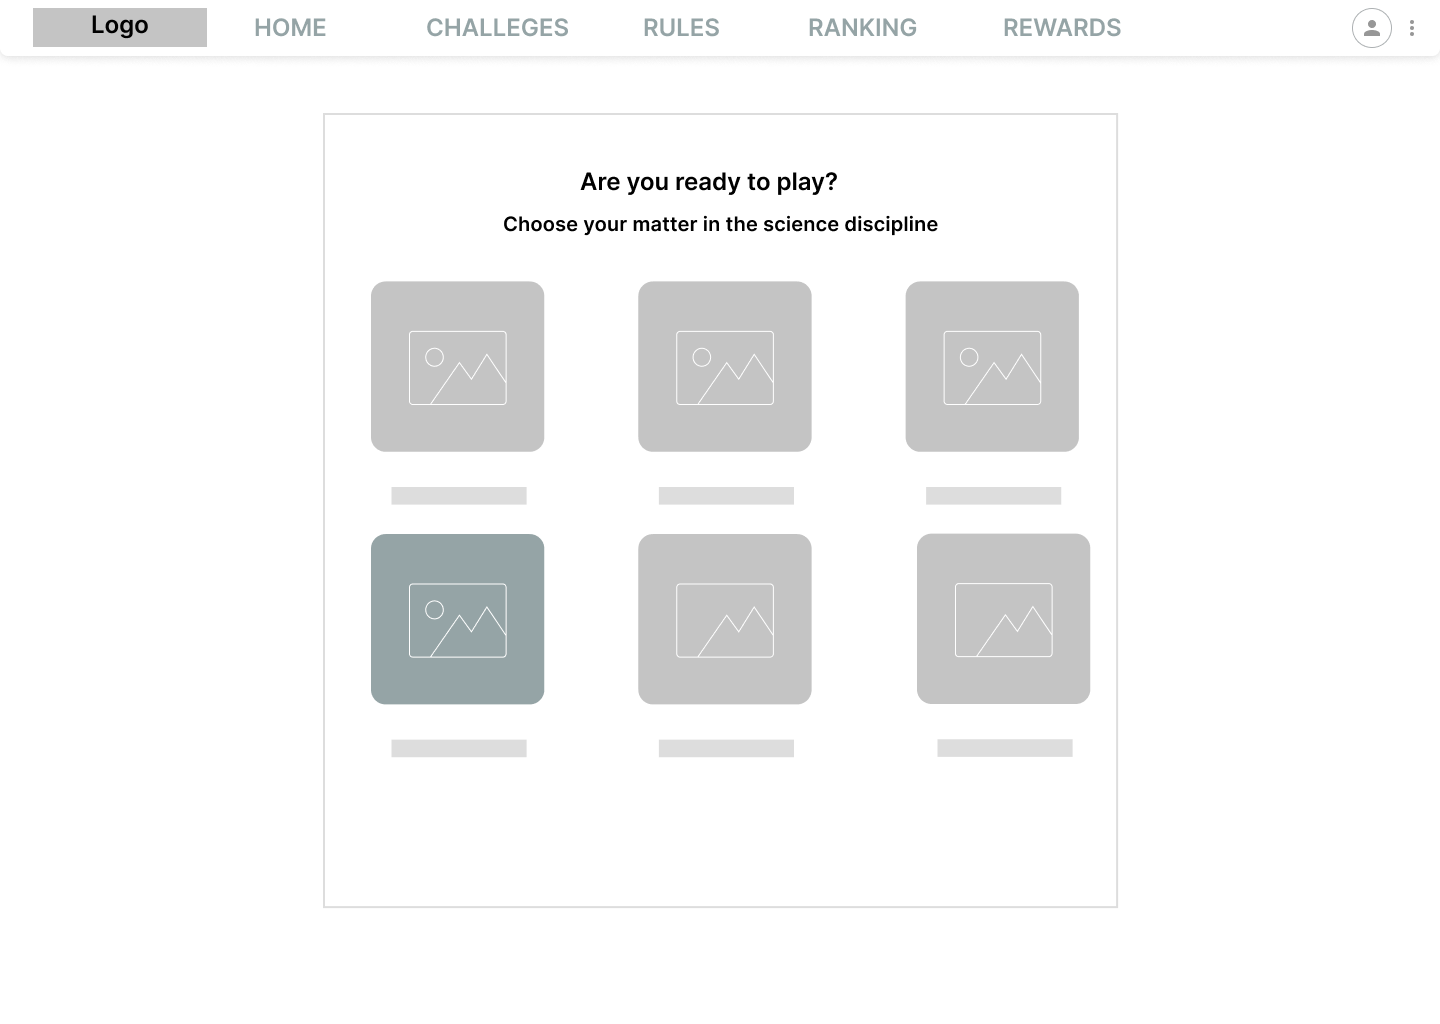 Logo
HOME
CHALLEGES
RULES
RANKING
REWARDS
Are you ready to play?
Choose your matter in the science discipline